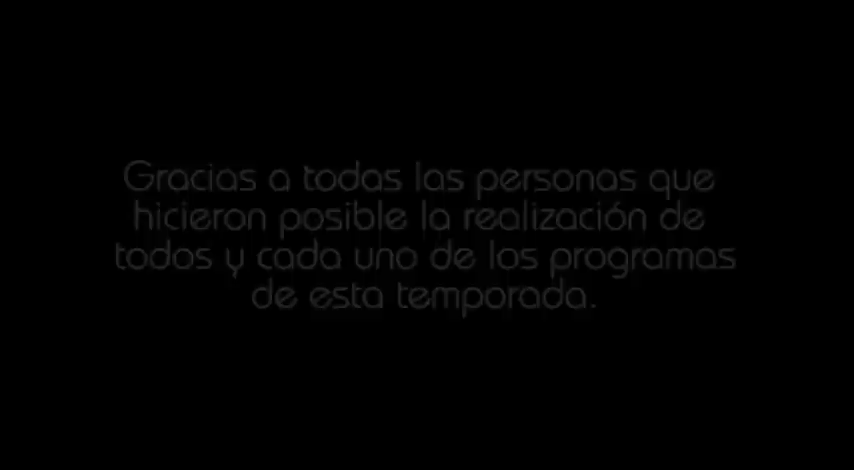 Gracias a todas las personas que
hicieron posible la realización de
todos y cada uno de los programas
de esta temporada.